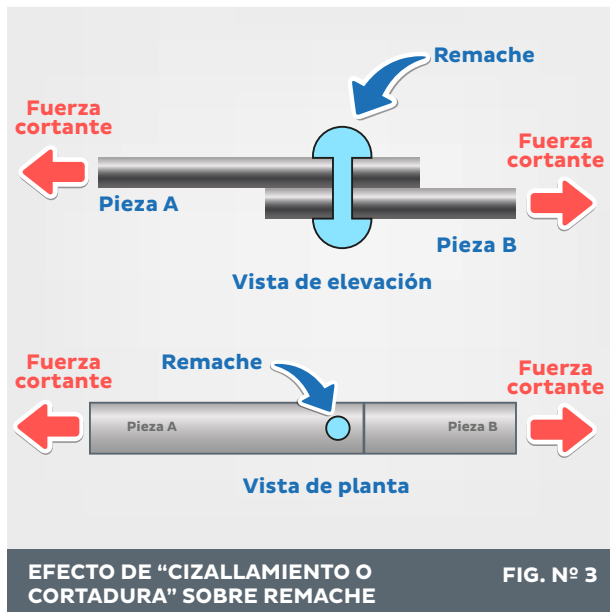 Remache
Fuerza
cortante
Fuerza
cortante
Pieza A
Pieza B
Vista de elevación
Fuerza
cortante
Remache
Fuerza
cortante
Pieza A
Pieza B
Vista de planta
EFECTO DE “CIZALLAMIENTO O
CORTADURA” SOBRE REMACHE
FIG. Nº 3